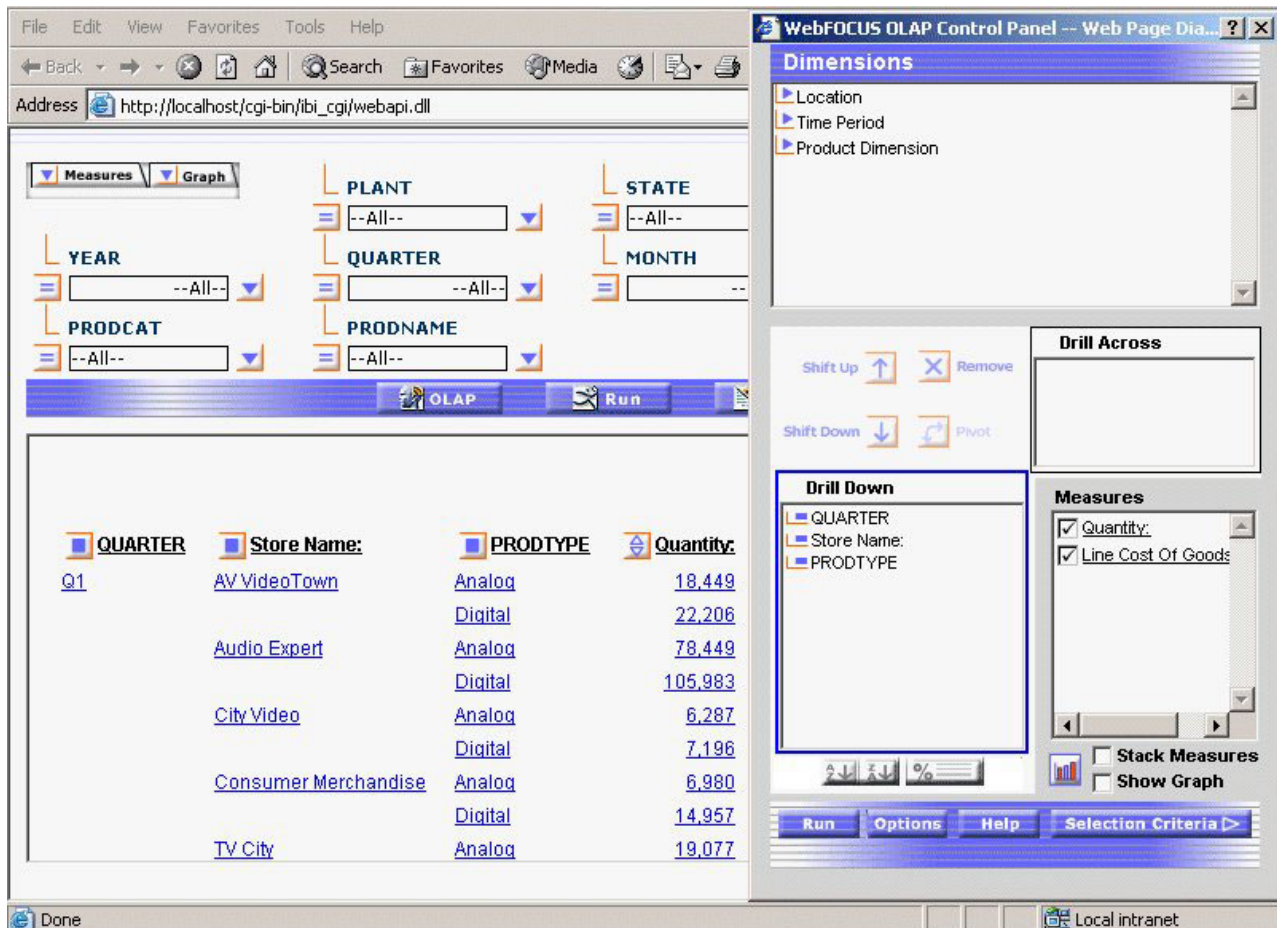 File Edit View Favorites Tools Help
Back Search Favorites Media
Address http://localhost/cgi-bin/ibi_cgi/webapi.dll
Measures Graph
PLANT STATE
--All-- --All--
YEAR QUARTER MONTH
--All-- --All-- --
PRODCAT PRODNAME
--All-- --All--
OLAP Run
QUARTER Store Name: PRODTYPE Quantity:
Q1 AV VideoTown Analog 18,449
Digital 22,206
Audio Expert Analog 78,449
Digital 105,983
City Video Analog 6,287
Digital 7,196
Consumer Merchandise Analog 6,980
Digital 14,957
TV City Analog 19,077
Done Local intranet
WebFOCUS OLAP Control Panel -- Web Page Dia...
Dimensions
Location
Time Period
Product Dimension
Shift Up Remove
Shift Down Pivot
Drill Across
Drill Down
QUARTER
Store Name:
PRODTYPE
Measures
Quantity:
Line Cost Of Goods
Stack Measures
Show Graph
Run Options Help Selection Criteria